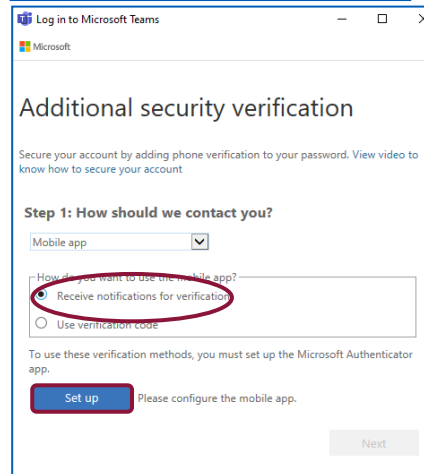 Log in to Microsoft Teams
Microsoft
Additional security verification
Secure your account by adding phone verification to your password. View video to
know how to secure your account
Step 1: How should we contact you?
Mobile app
How do you want to use the mobile app?
Receive notifications for verification
Use verification code
To use these verification methods, you must set up the Microsoft Authenticator
app.
Set up Please configure the mobile app.
Next